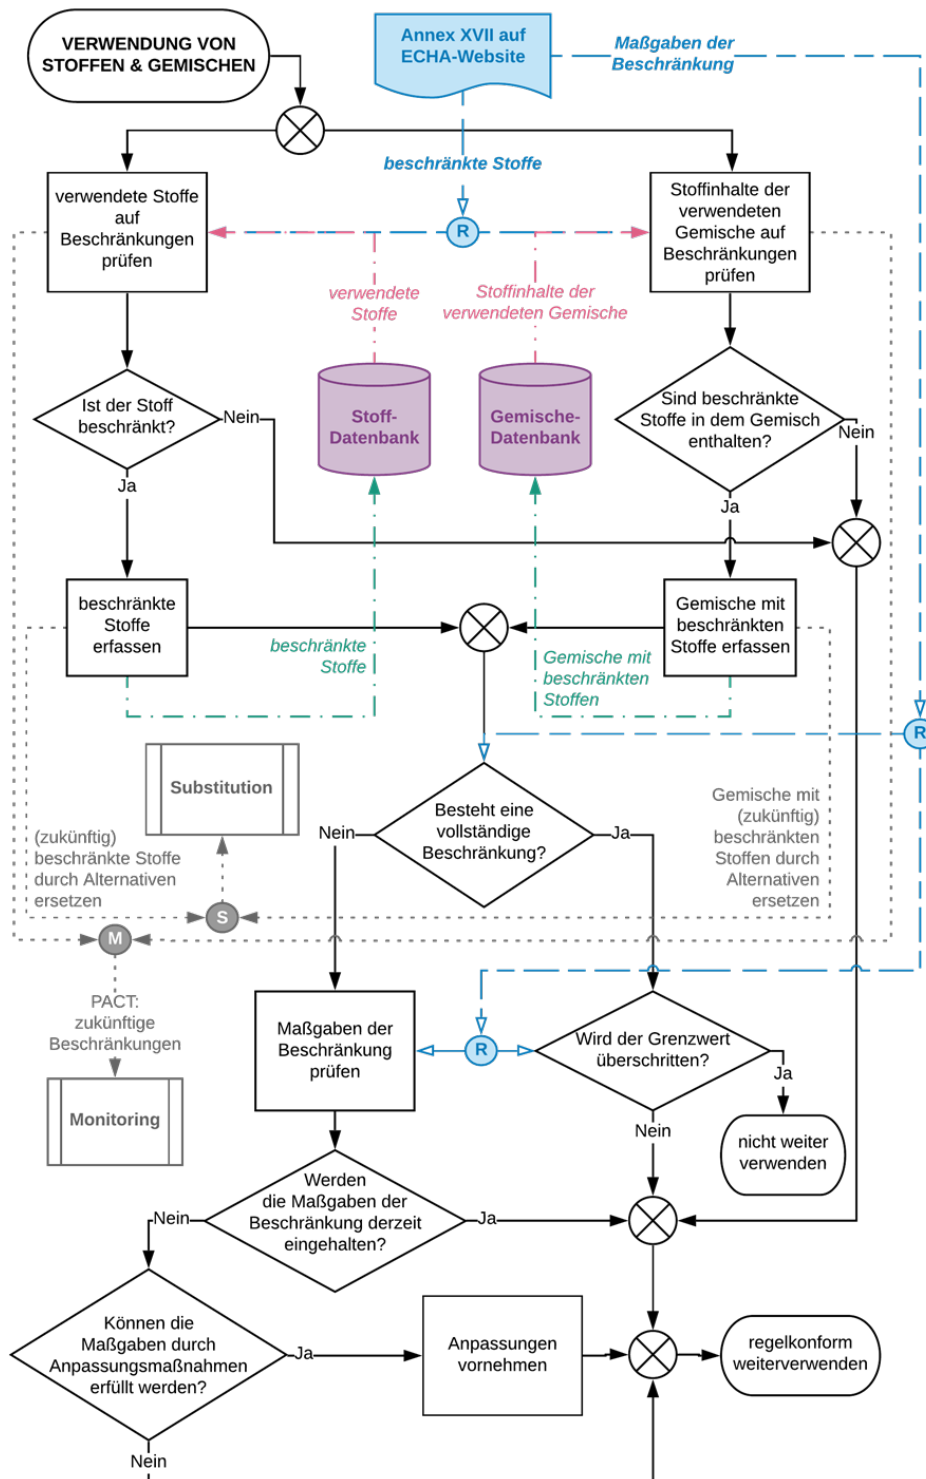 VERWENDUNG VON
STOFFEN & GEMISCHEN
Annex XVII auf
ECHA-Website
Maßgaben der
Beschränkung
beschränkte Stoffe
verwendete Stoffe
auf
Beschränkungen
prüfen
R
Stoffinhalte der
verwendeten
Gemische auf
Beschränkungen
prüfen
verwendete
Stoffe
Stoffinhalte der
verwendeten Gemische
Ist der Stoff
beschränkt?
Nein
Stoff-
Datenbank
Gemische-
Datenbank
Sind beschränkte
Stoffe in dem Gemisch
enthalten?
Nein
Ja
Ja
beschränkte
Stoffe
erfassen
Gemische mit
beschränkten
Stoffe erfassen
beschränkte
Stoffe
Gemische mit
beschränkten
Stoffen
R
Substitution
Besteht eine
vollständige
Beschränkung?
Nein
Ja
(zukünftig)
beschränkte Stoffe
durch Alternativen
ersetzen
Gemische mit
(zukünftig)
beschränkten
Stoffen durch
Alternativen
ersetzen
S
M
PACT:
zukünftige
Beschränkungen
Maßgaben der
Beschränkung
prüfen
R
Wird der Grenzwert
überschritten?
Ja
Monitoring
Nein
nicht weiter
verwenden
Werden
die Maßgaben der
Beschränkung derzeit
eingehalten?
Nein
Ja
Können die
Maßgaben durch
Anpassungsmaßnahmen
erfüllt werden?
Ja
Anpassungen
vornehmen
regelkonform
weiterverwenden
Nein